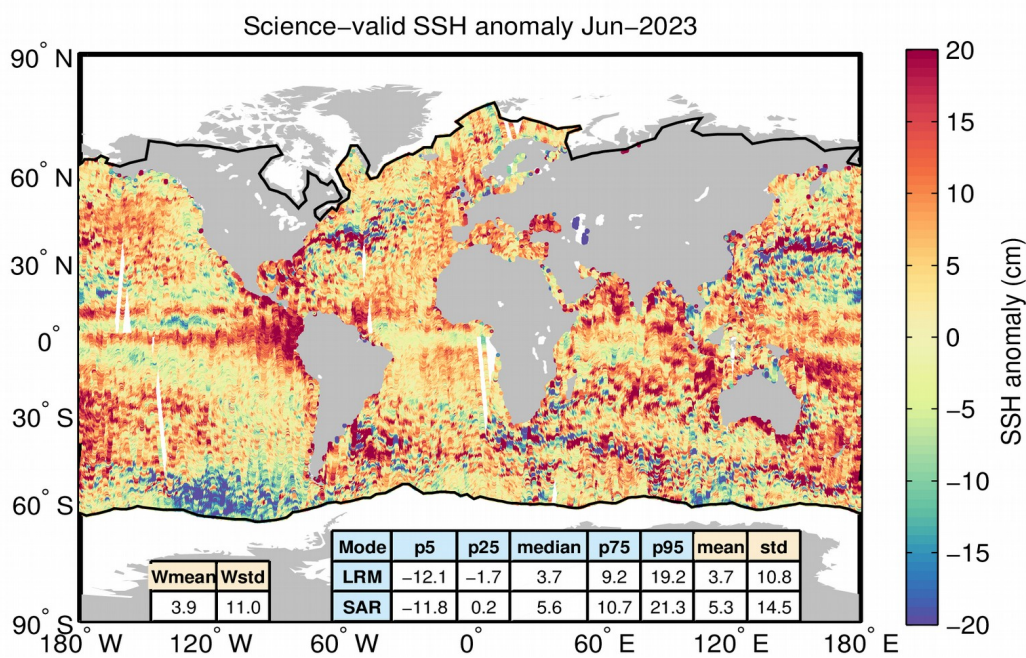 Science−valid SSH anomaly Jun−2023
90° N
60° N
30° N
0°
30° S
60° S
90° S
180° W
120° W
60° W
0°
60° E
120° E
180° E
20
15
10
5
0
−5
−10
−15
−20
SSH anomaly (cm)
Wmean Wstd
3.9 11.0
Mode p5 p25 median p75 p95 mean std
LRM −12.1 −1.7 3.7 9.2 19.2 3.7 10.8
SAR −11.8 0.2 5.6 10.7 21.3 5.3 14.5